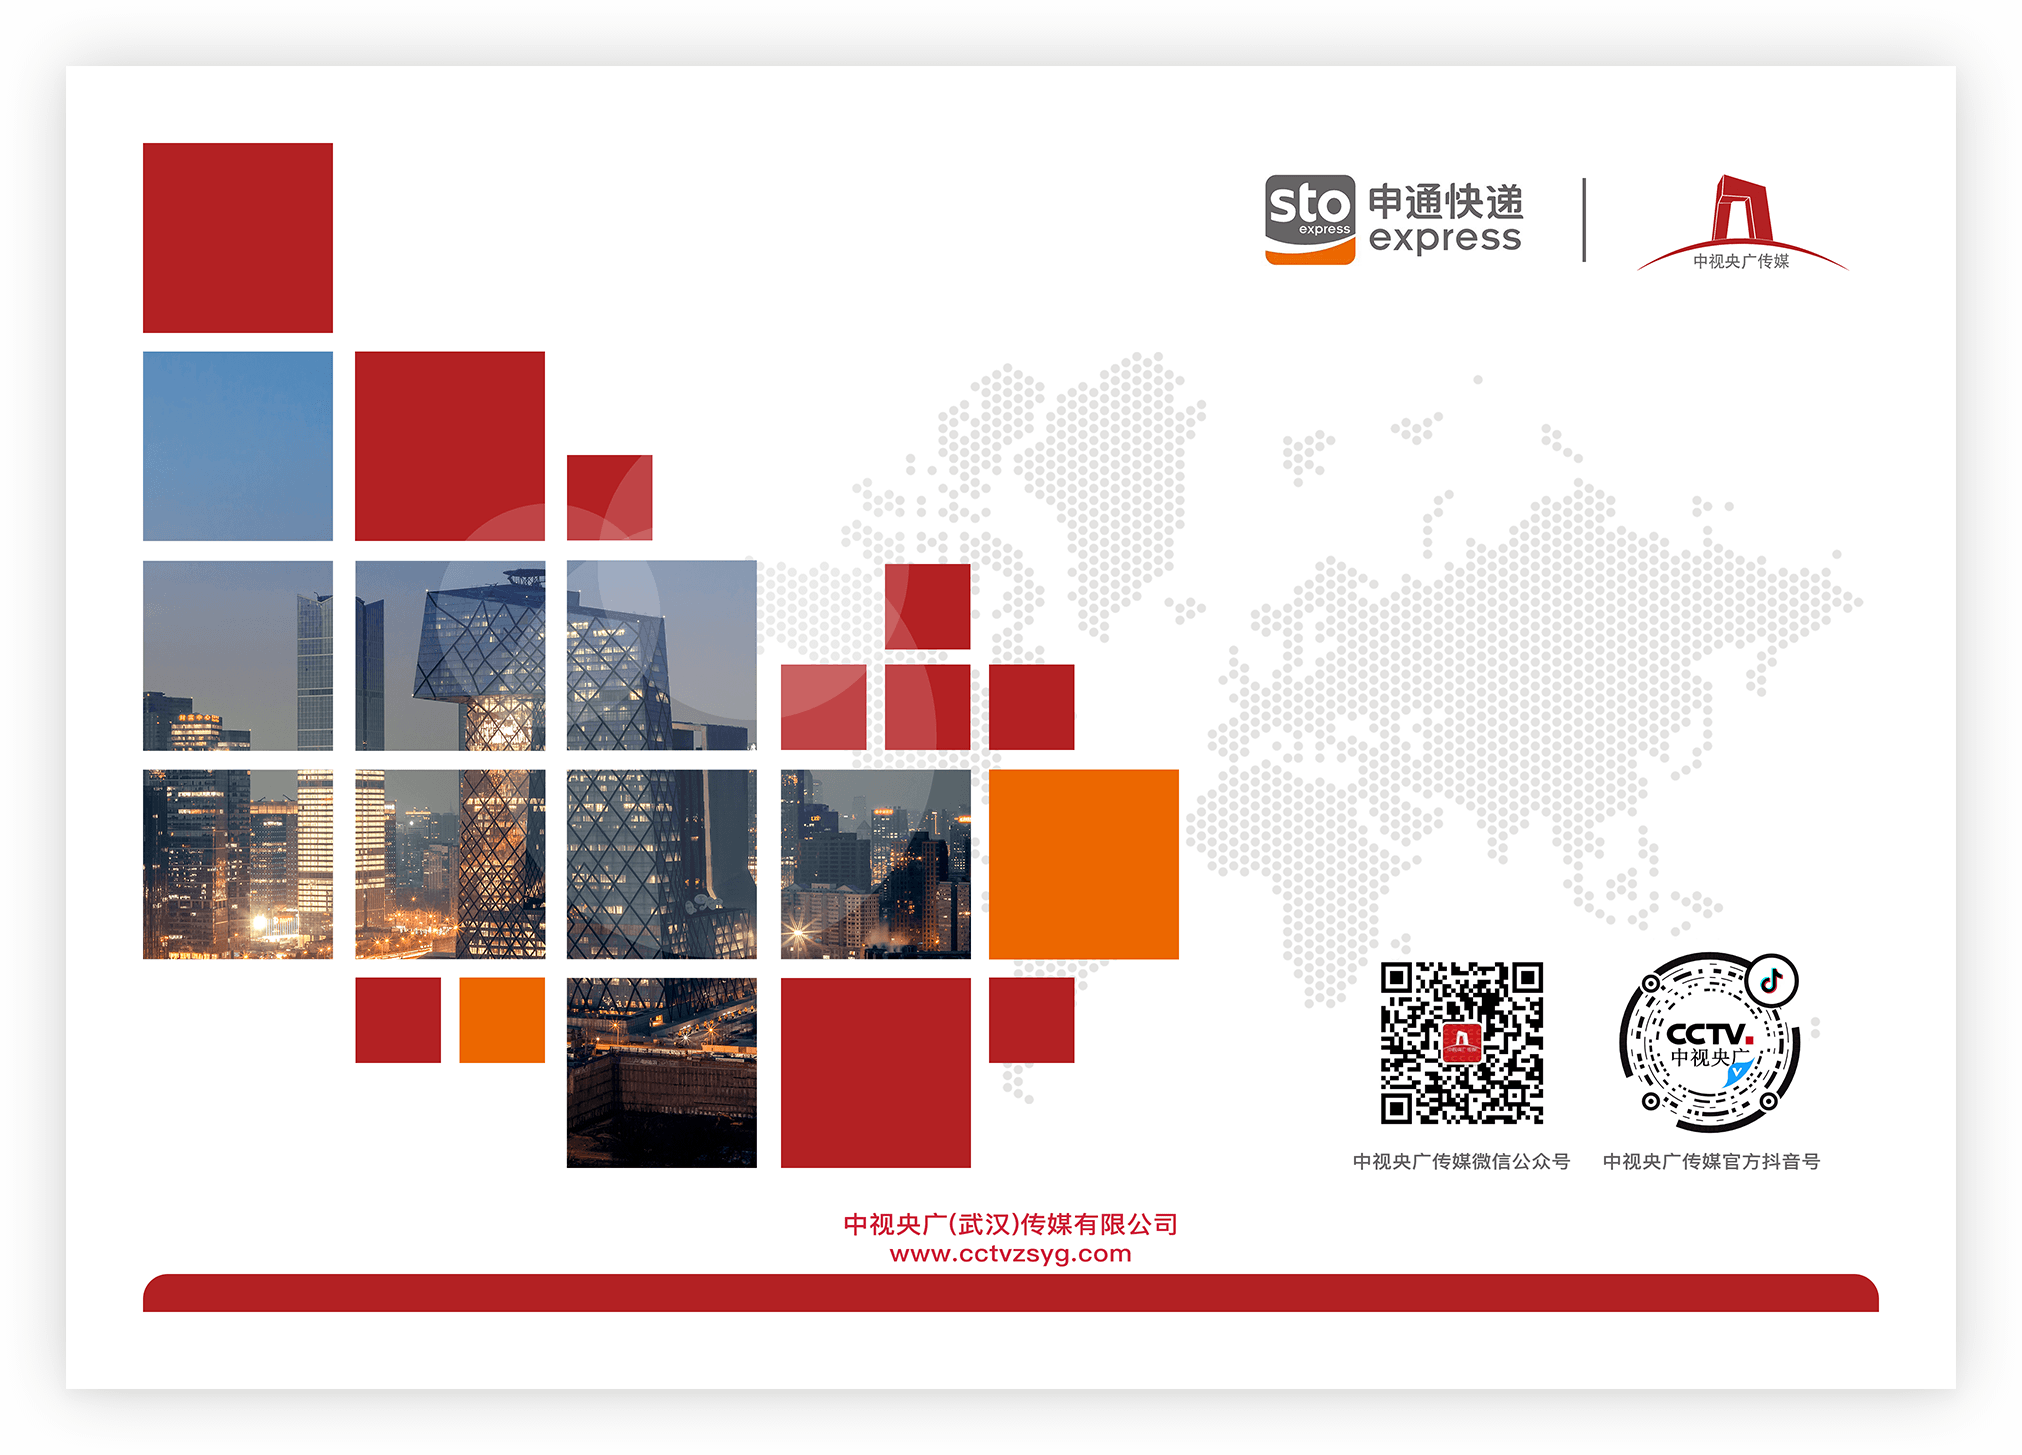 sto
express
申通快递
express
中视央广传媒
CCTV.
中视央广
中视央广传媒微信公众号
中视央广传媒官方抖音号
中视央广(武汉)传媒有限公司
www.cctvzsyg.com